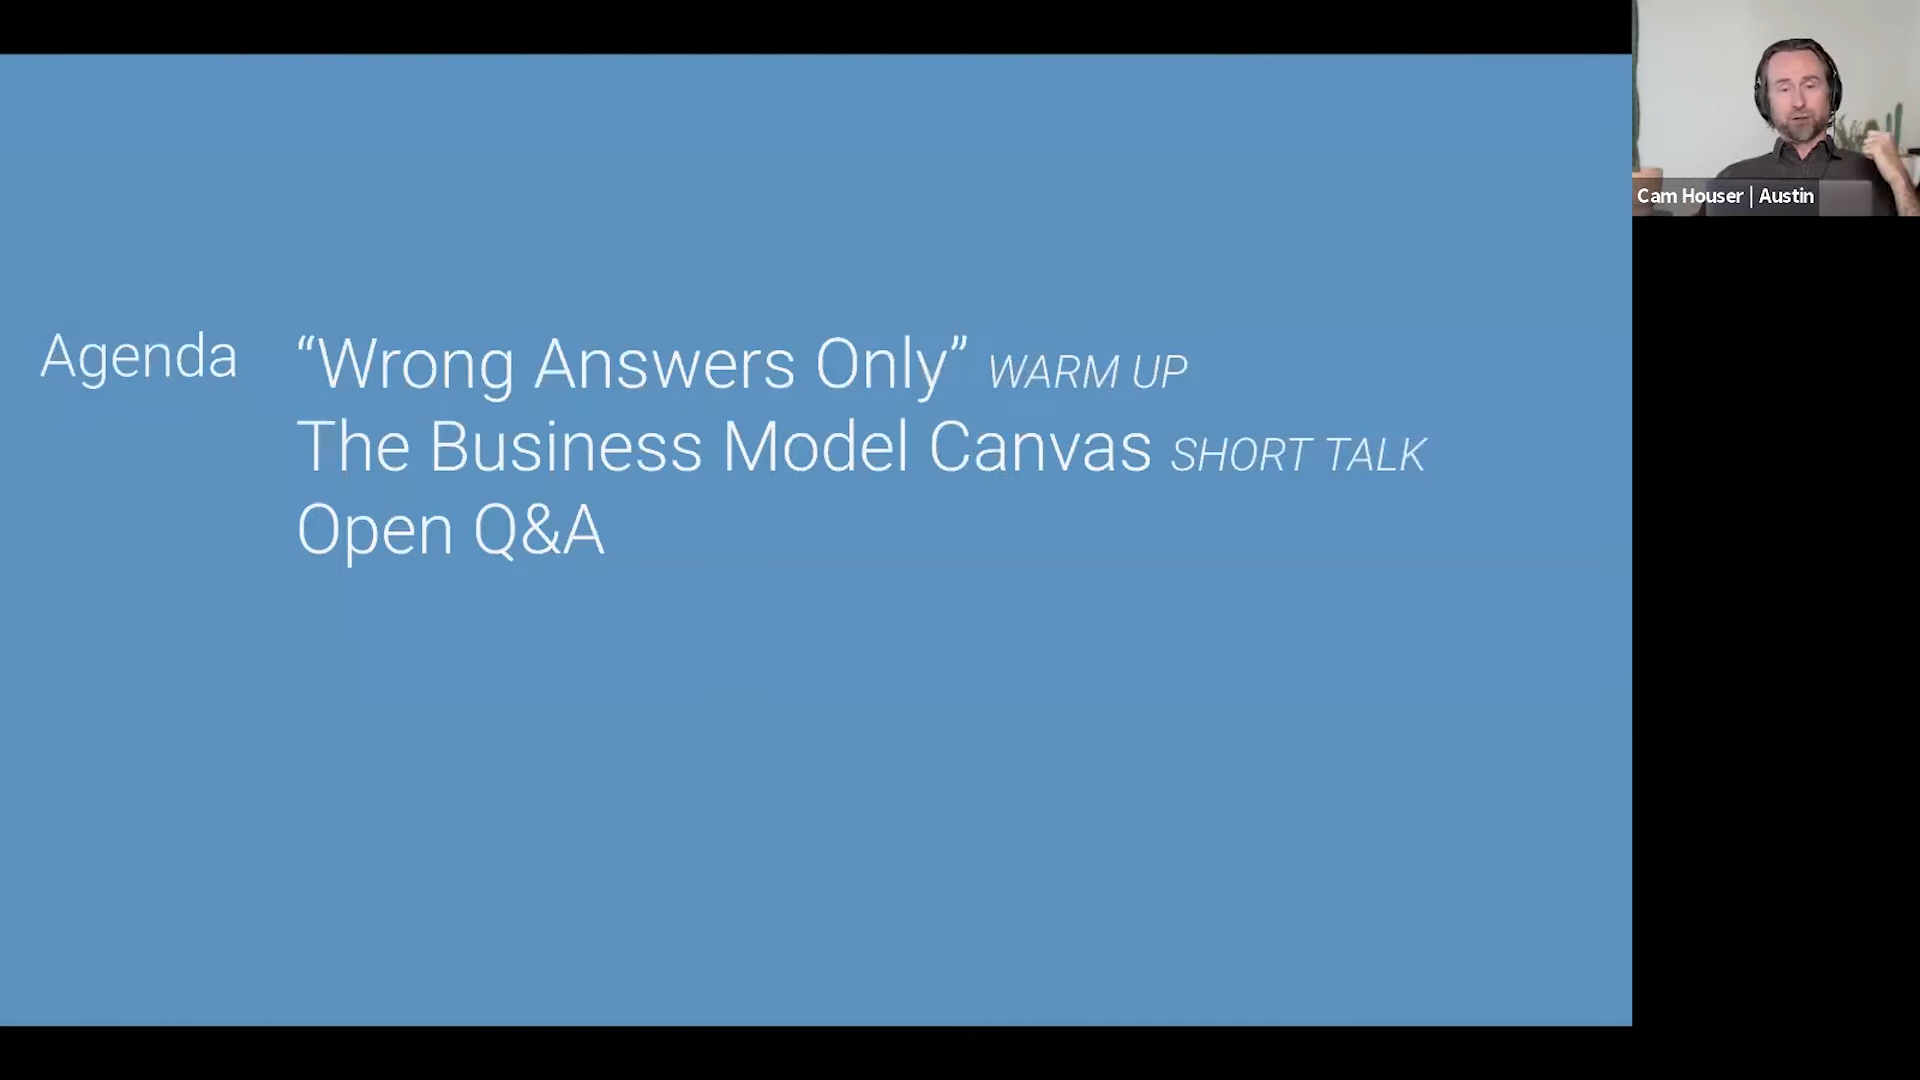 Agenda
“Wrong Answers Only” WARM UP
The Business Model Canvas SHORT TALK
Open Q&A
Cam Houser | Austin